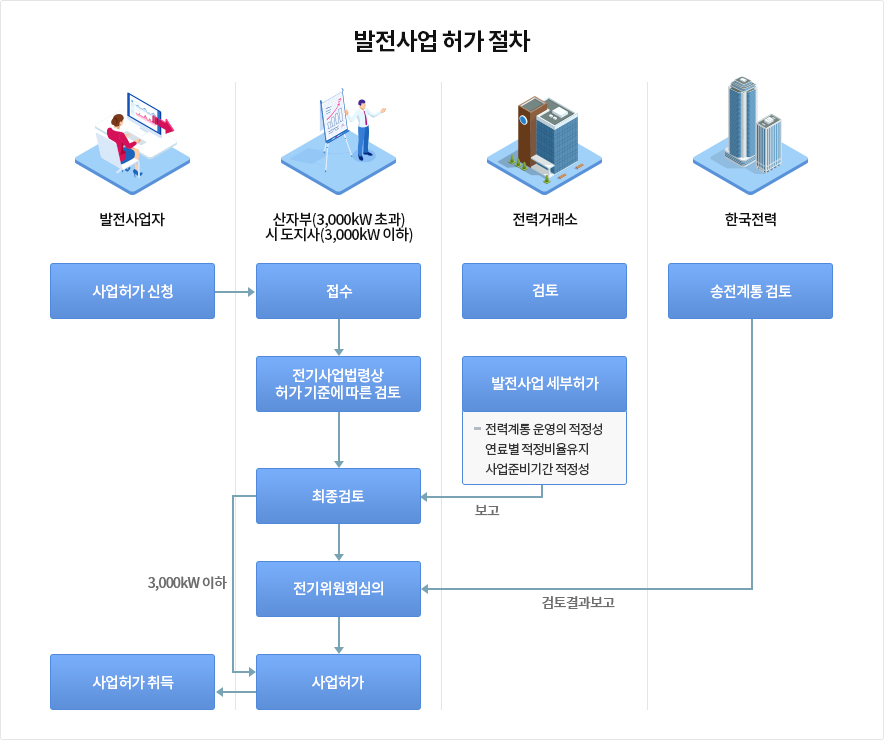 발전사업 허가 절차
발전사업자
산자부(3,000kW 초과)
시 도지사(3,000kW 이하)
전력거래소
한국전력
사업허가 신청
접수
검토
송전계통 검토
전기사업법령상
허가 기준에 따른 검토
발전사업 세부허가
전력계통 운영의 적정성
연료별 적정비율유지
사업준비기간 적정성
최종검토
보고
3,000kW 이하
전기위원회심의
검토결과보고
사업허가 취득
사업허가